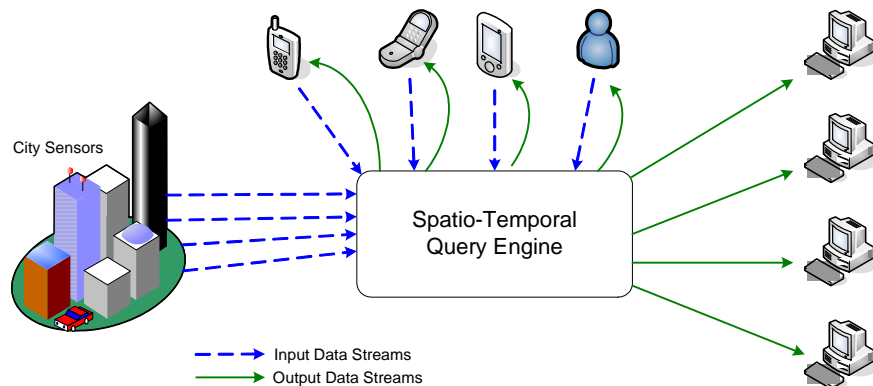 City Sensors
Spatio-Temporal
Query Engine
Input Data Streams
Output Data Streams